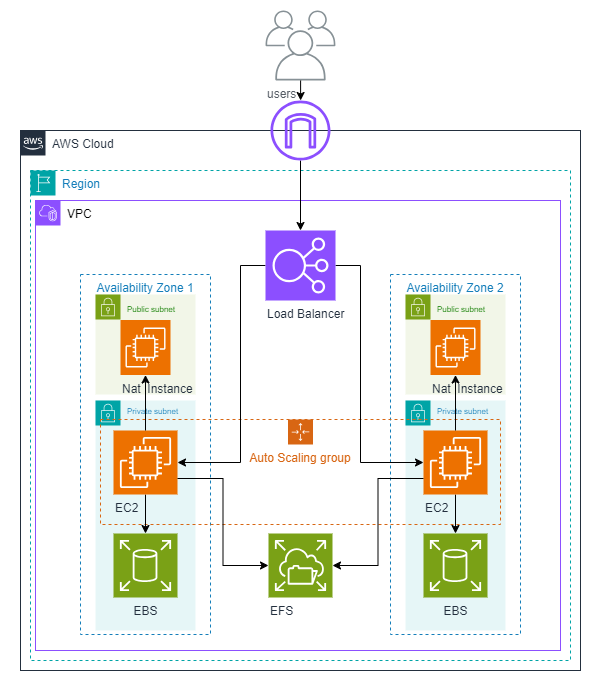 users
aws
AWS Cloud
Region
VPC
Load Balancer
Availability Zone 1
Public subnet
Nat Instance
Private subnet
EC2
EBS
Availability Zone 2
Public subnet
Nat Instance
Private subnet
EC2
EBS
Auto Scaling group
EFS